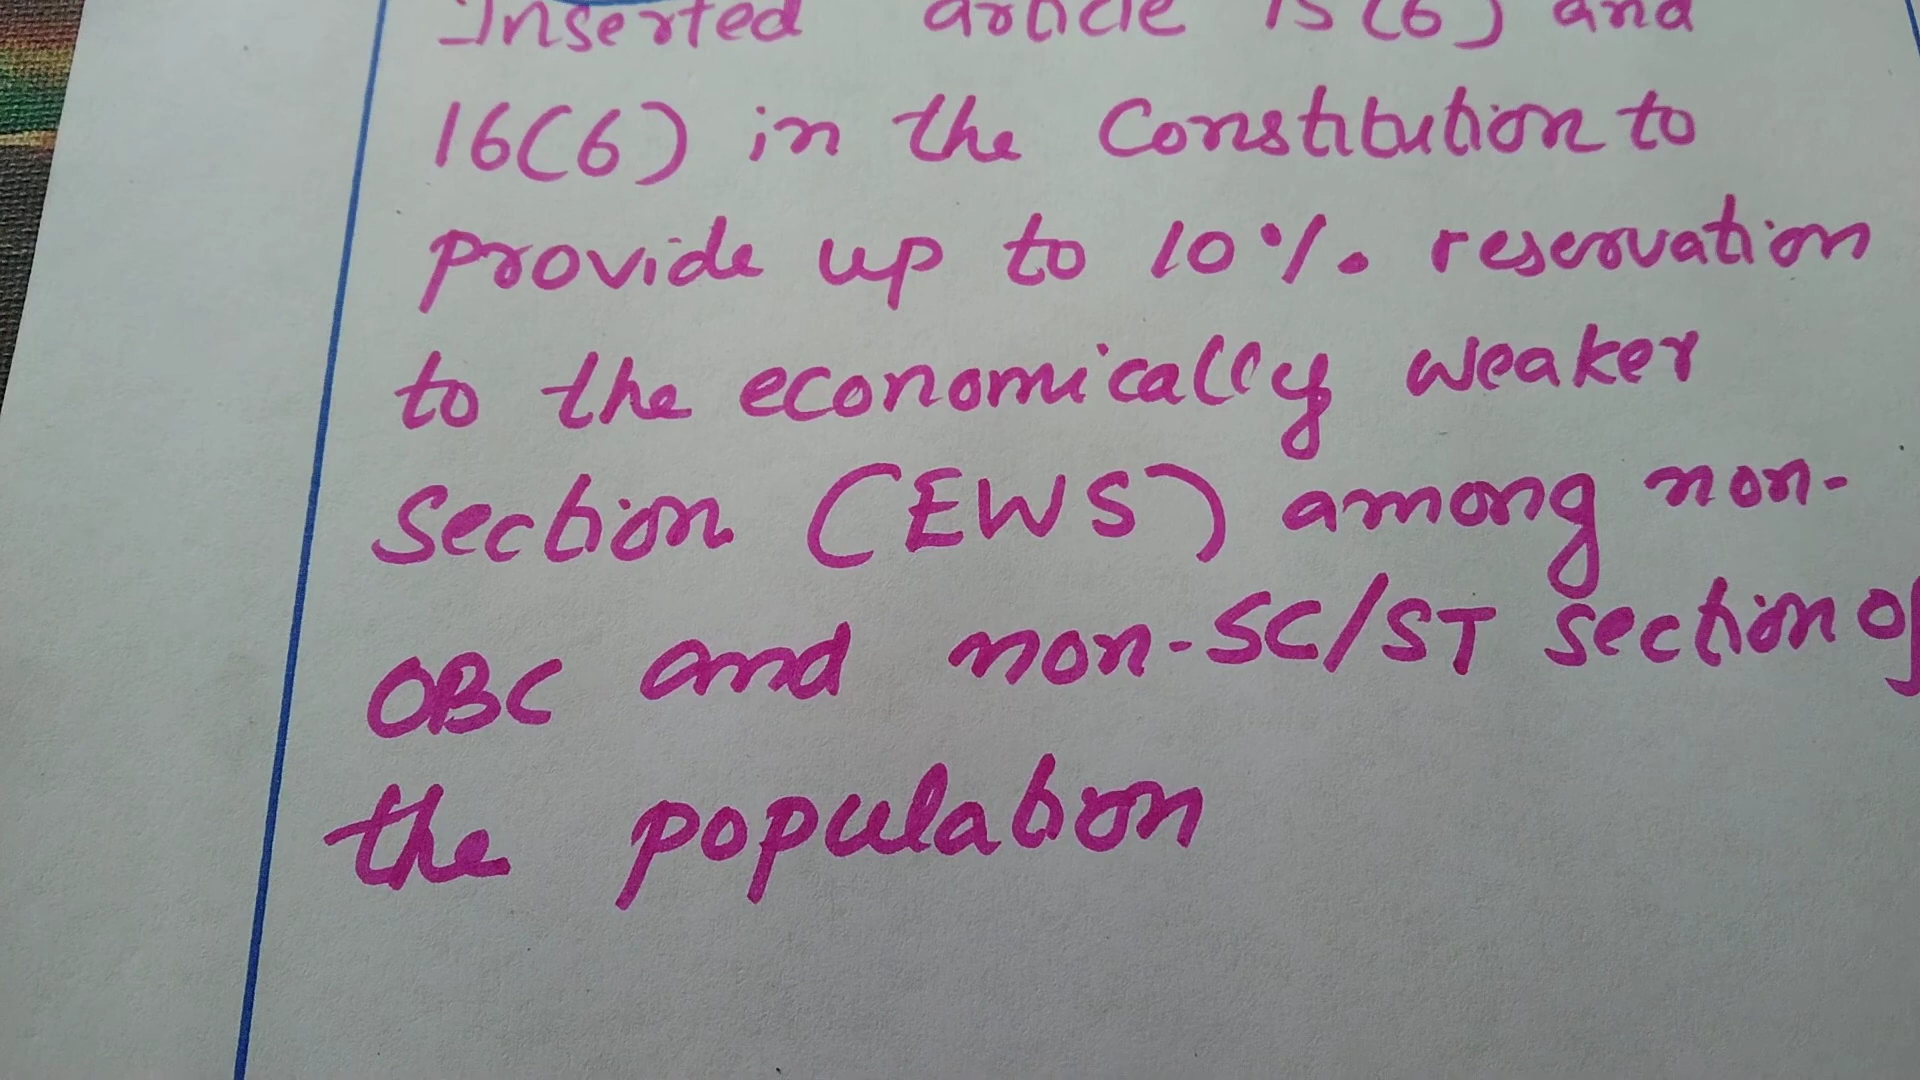 Inserted article 15(6) and
16(6) in the Constitution to
provide up to 10%. reservation
to the economically weaker
Section (EWS) among non-
OBC and non-SC/ST section of
the population